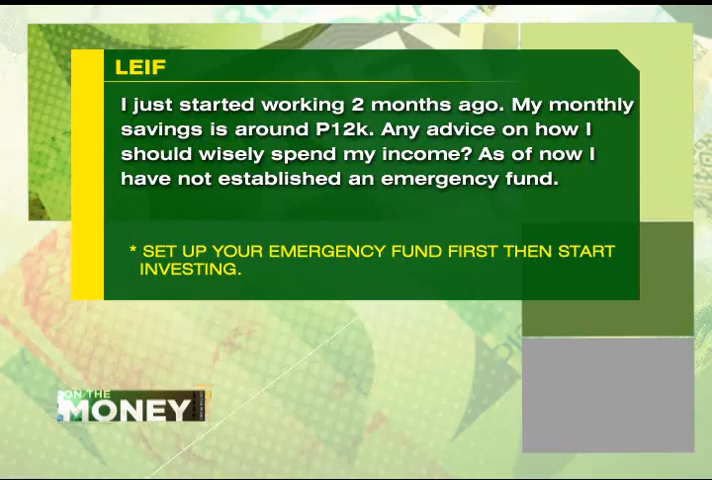 LEIF
I just started working 2 months ago. My monthly
savings is around P12k. Any advice on how I
should wisely spend my income? As of now I
have not established an emergency fund.
* SET UP YOUR EMERGENCY FUND FIRST THEN START
INVESTING.
ON THE
MONEY